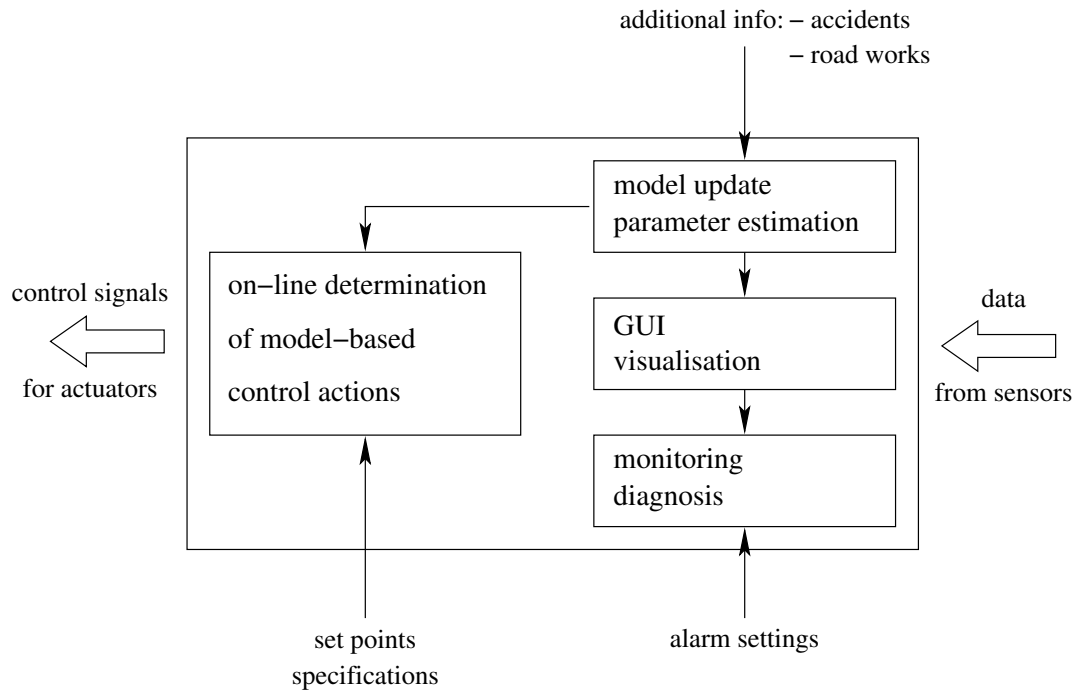 additional info: – accidents
– road works
model update
parameter estimation
on–line determination
of model–based
control actions
control signals
for actuators
GUI
visualisation
data
from sensors
monitoring
diagnosis
set points
specifications
alarm settings